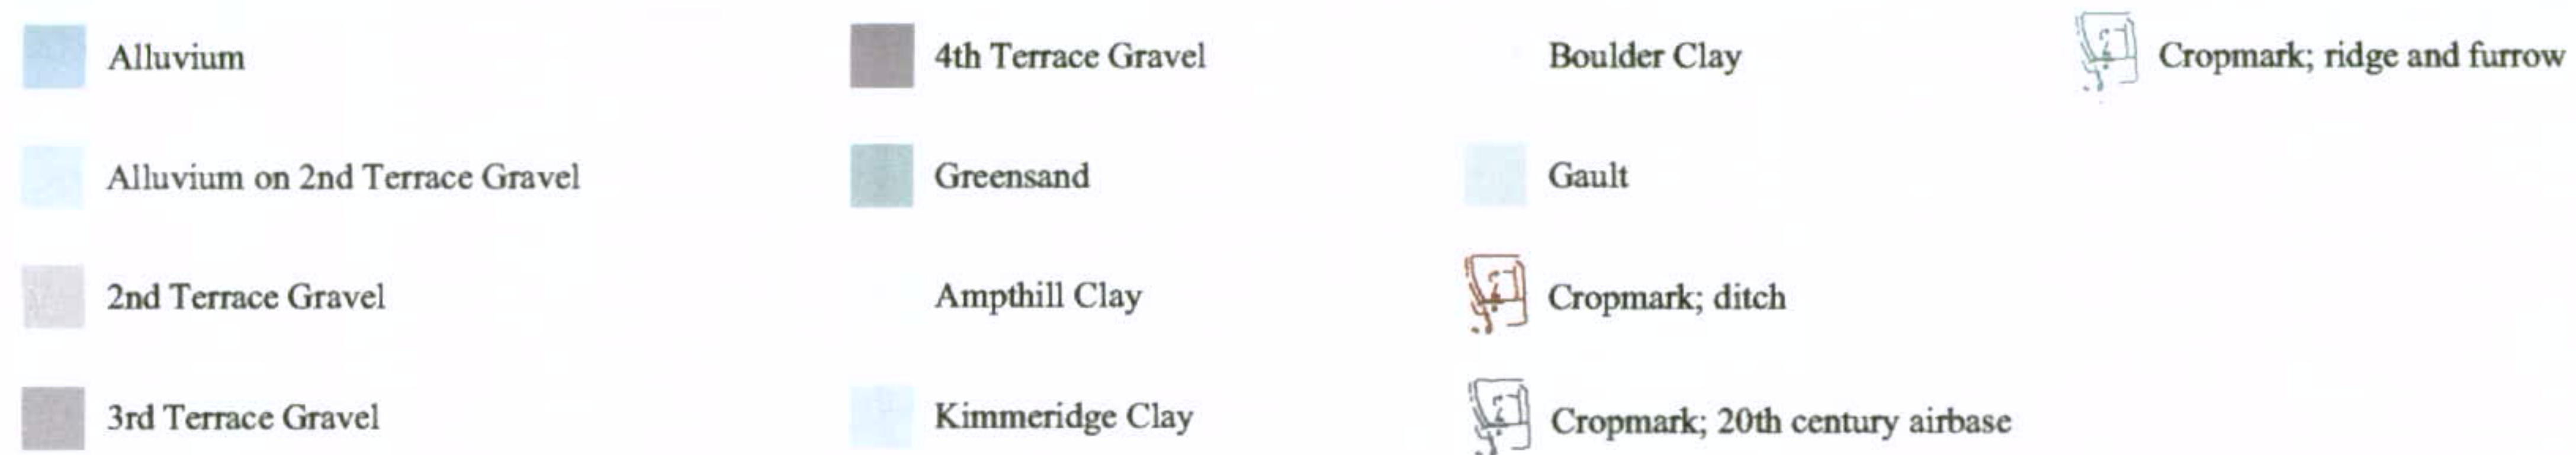 Alluvium
Alluvium on 2nd Terrace Gravel
2nd Terrace Gravel
3rd Terrace Gravel
4th Terrace Gravel
Greensand
Ampthill Clay
Kimmeridge Clay
Boulder Clay
Gault
Cropmark; ditch
Cropmark; 20th century airbase
Cropmark; ridge and furrow